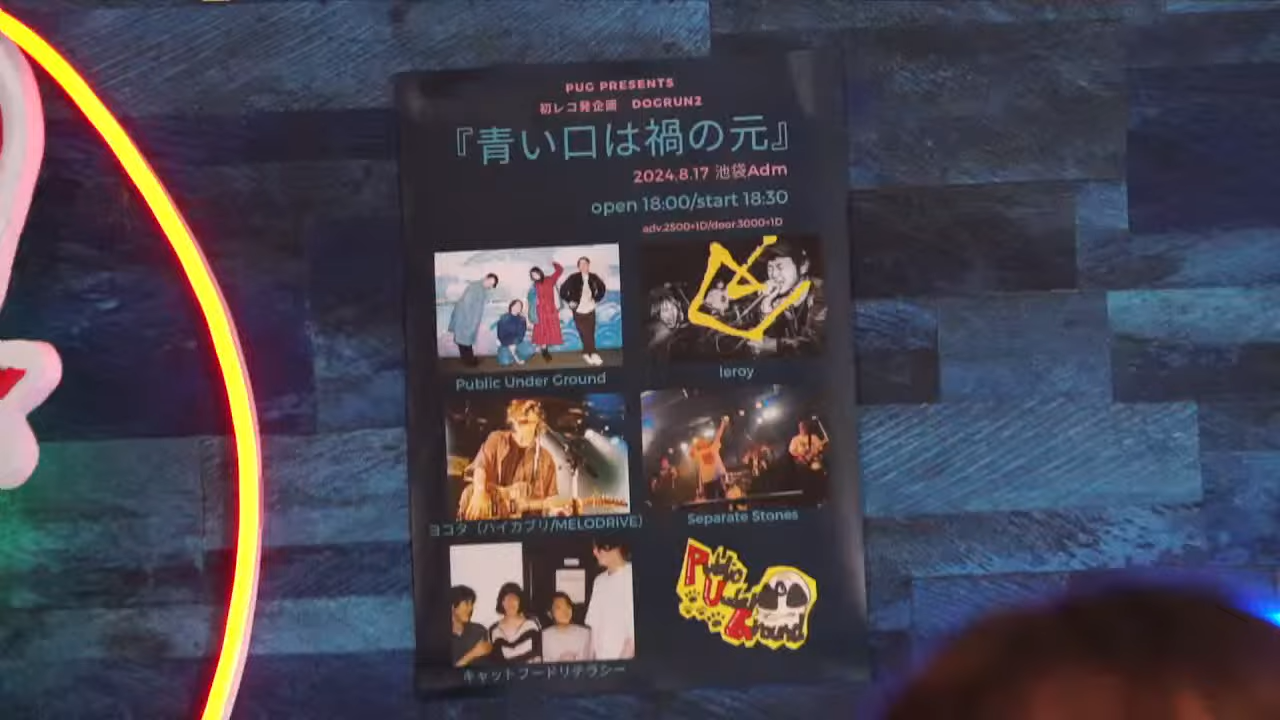 PUG PRESENTS
初レコ発企画 DOGRUN2
『青い口は禍の元』
2024.8.17 池袋Adm
open 18:00/start 18:30
adv.2500+1D/door.3000+1D
Public Under Ground
leroy
ヨコタ（ハイカブリ/MELODRIVE）
Separate Stones
キャットフードリテラシー
Public
Under
Ground